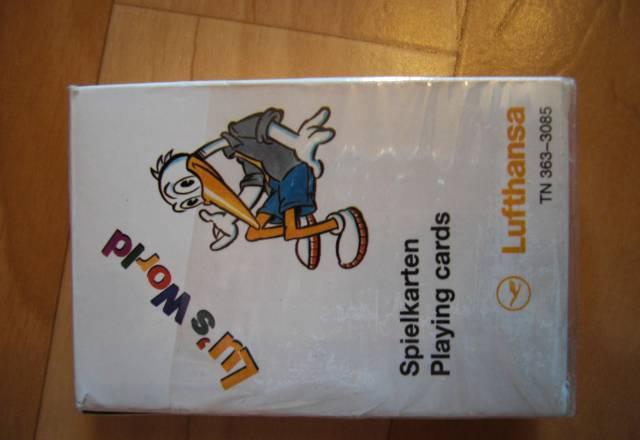 Lu's World
Spielkarten
Playing cards
Lufthansa
TN 363-3085